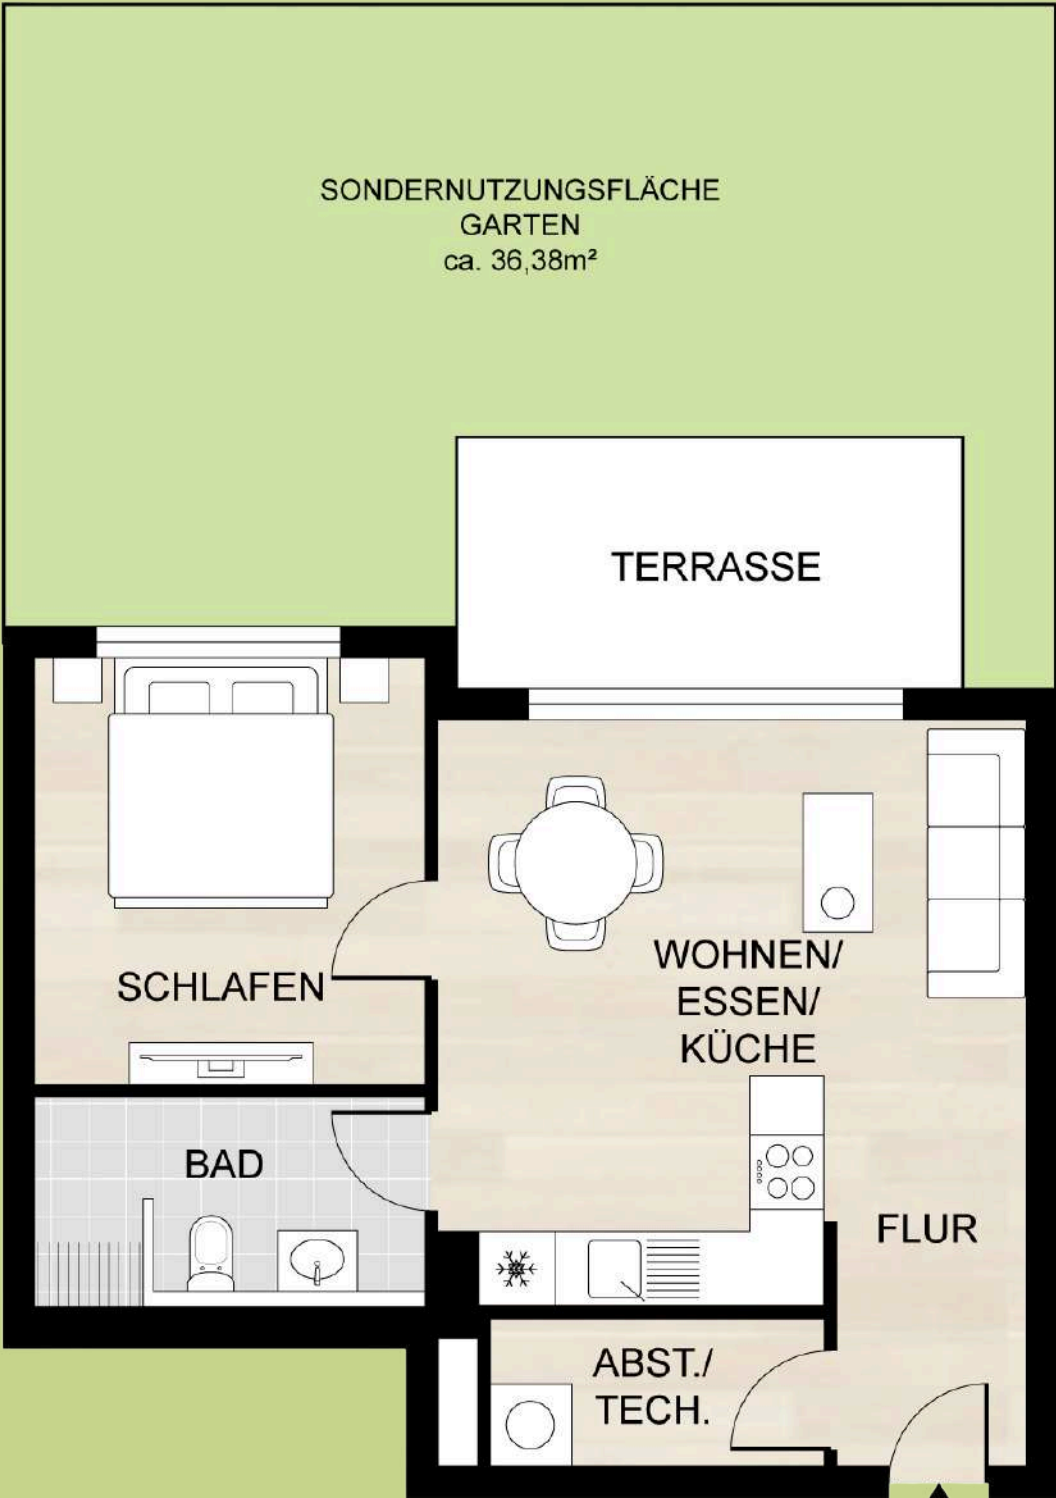 SONDERNUTZUNGSFLÄCHE
GARTEN
ca. 36,38m²
TERRASSE
SCHLAFEN
WOHNEN/
ESSEN/
KÜCHE
BAD
FLUR
ABST./
TECH.